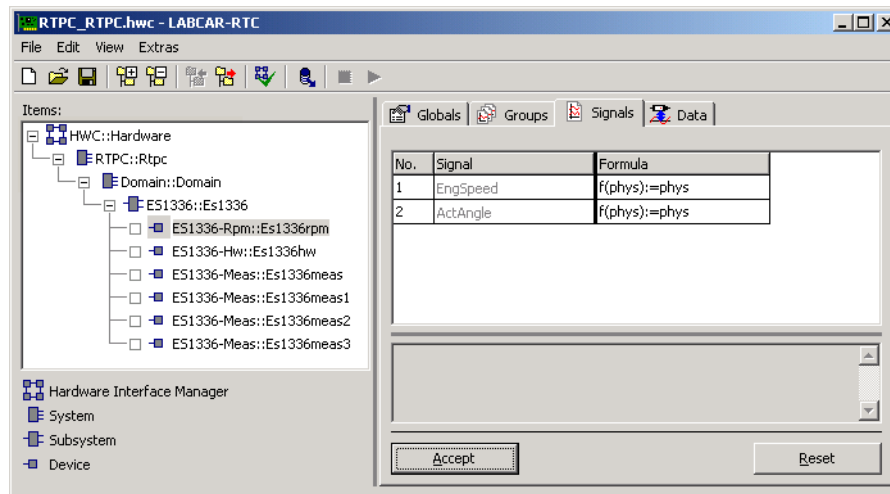 RTPC_RTPC.hwc - LABCAR-RTC
File Edit View Extras
Items:
HWC::Hardware
RTPC::Rtpc
Domain::Domain
ES1336::Es1336
ES1336-Rpm::Es1336rpm
ES1336-Hw::Es1336hw
ES1336-Meas::Es1336meas
ES1336-Meas::Es1336meas1
ES1336-Meas::Es1336meas2
ES1336-Meas::Es1336meas3
Hardware Interface Manager
System
Subsystem
Device
Globals Groups Signals Data
No. Signal Formula
1 EngSpeed f(phys):=phys
2 ActAngle f(phys):=phys
Accept Reset